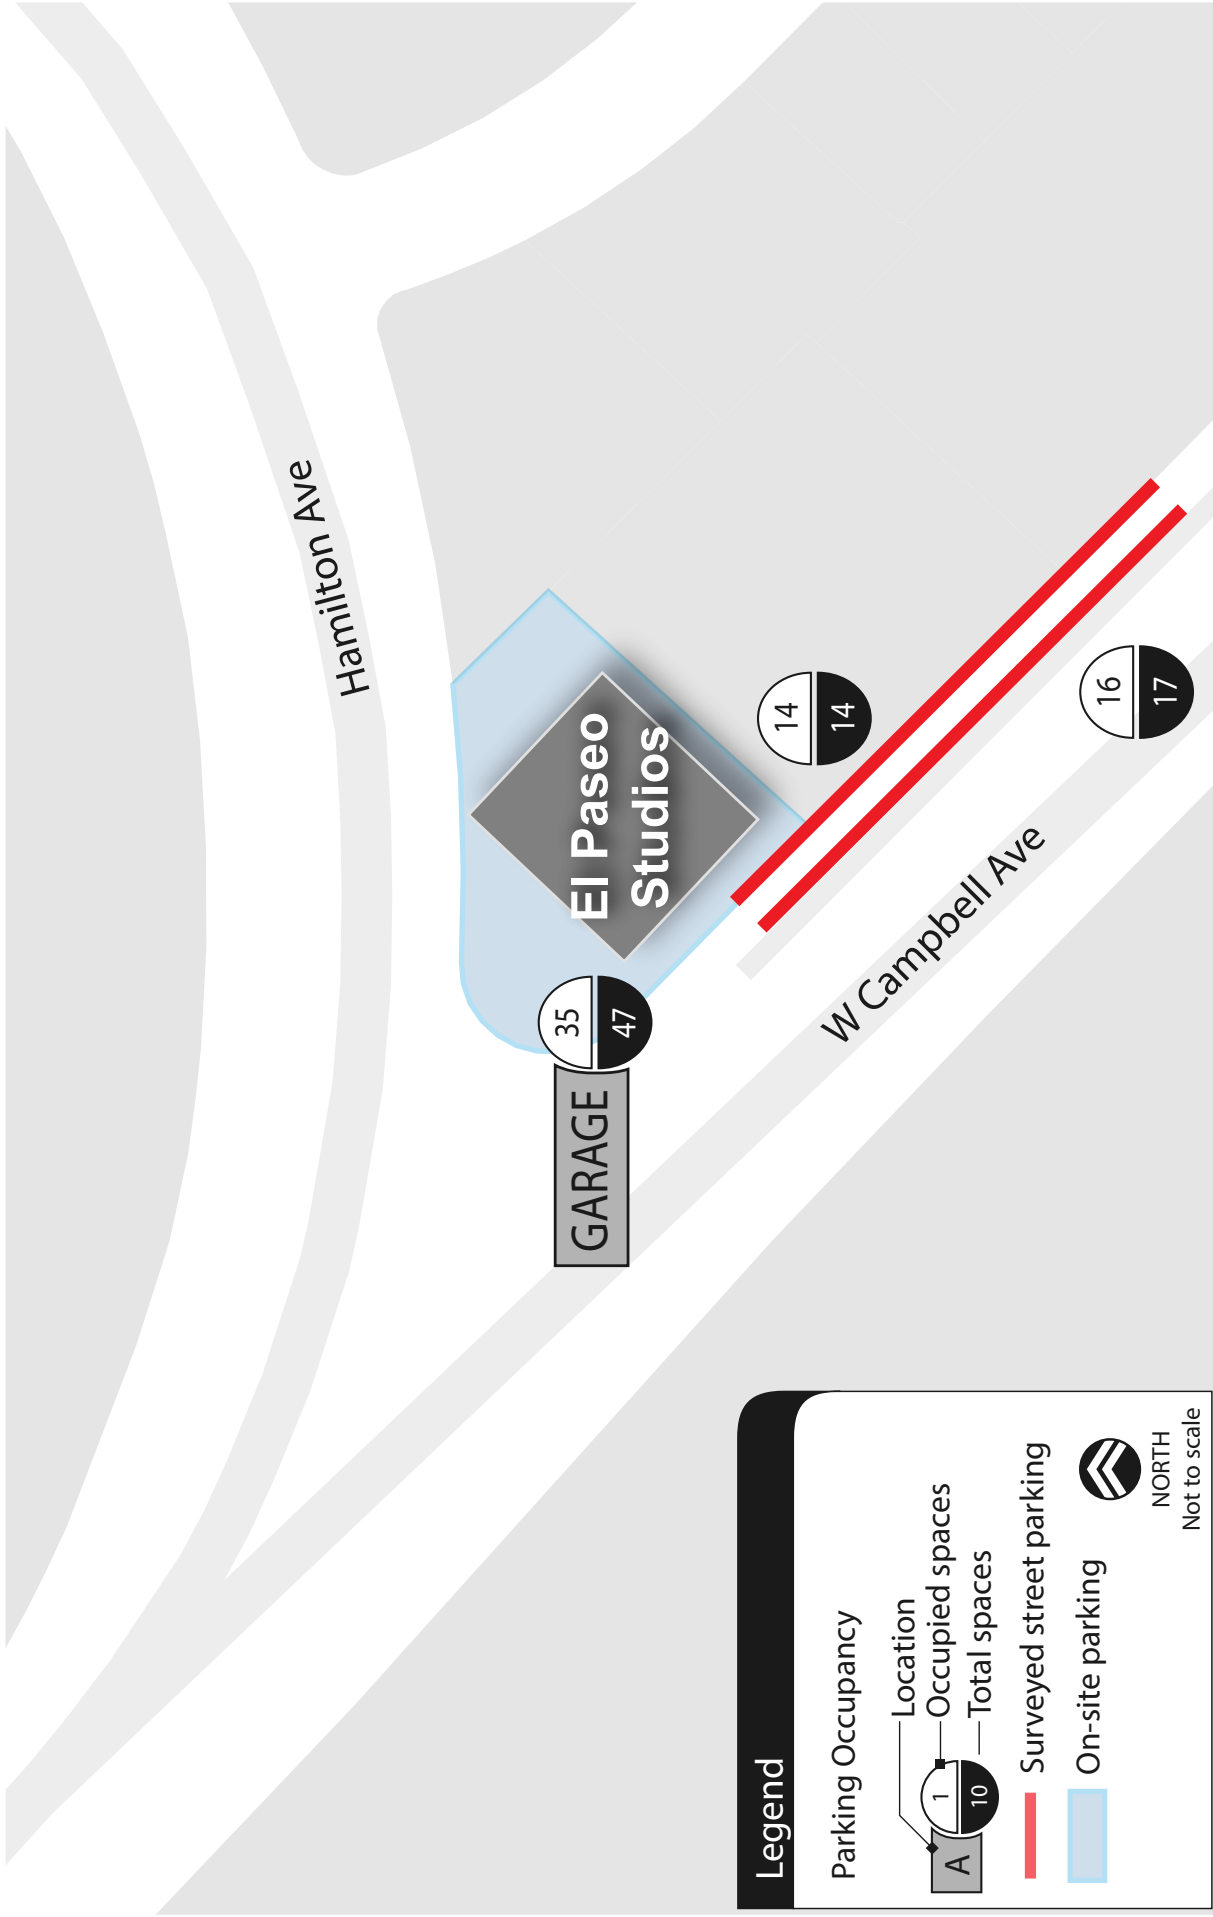 Hamilton Ave
El Paseo
Studios
GARAGE
35
47
14
14
16
17
W Campbell Ave
Legend
Parking Occupancy
A
1
10
Location
Occupied spaces
Total spaces
Surveyed street parking
On-site parking
NORTH
Not to scale